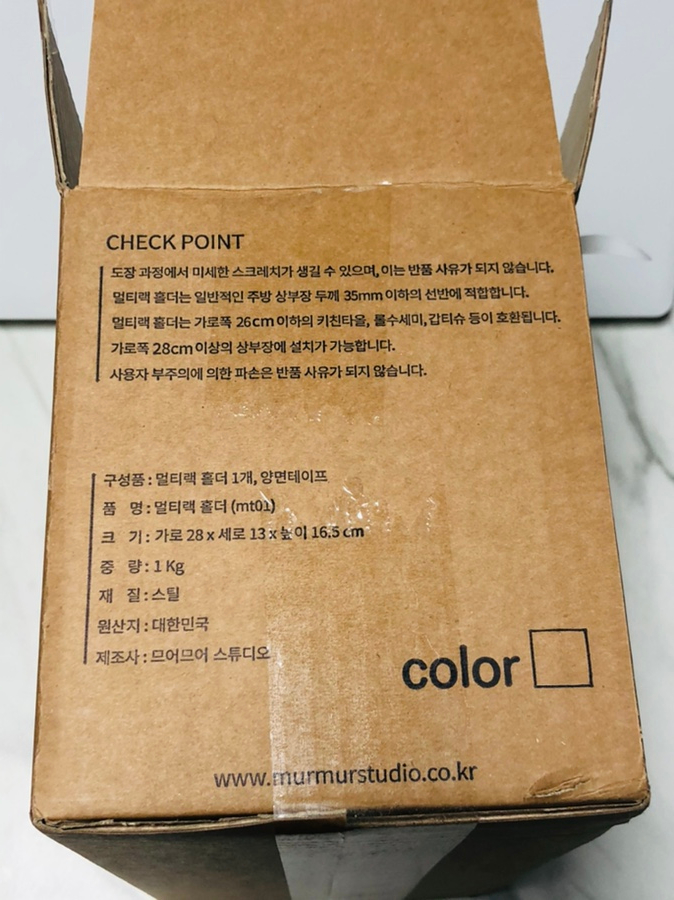 CHECK POINT
도장 과정에서 미세한 스크레치가 생길 수 있으며, 이는 반품 사유가 되지 않습니다.
멀티랙 홀더는 일반적인 주방 상부장 두께 35mm 이하의 선반에 적합합니다.
멀티랙 홀더는 가로폭 26cm 이하의 키친타올, 롤수세미, 갑티슈 등이 호환됩니다.
가로폭 28cm 이상의 상부장에 설치가 가능합니다.
사용자 부주의에 의한 파손은 반품 사유가 되지 않습니다.
구성품 : 멀티랙 홀더 1개, 양면테이프
품 명 : 멀티랙 홀더 (mt01)
크 기 : 가로 28 x 세로 13 x 높이 16.5 cm
중 량 : 1 Kg
재 질 : 스틸
원산지 : 대한민국
제조사 : 므어므어 스튜디오
color
www.murmurstudio.co.kr